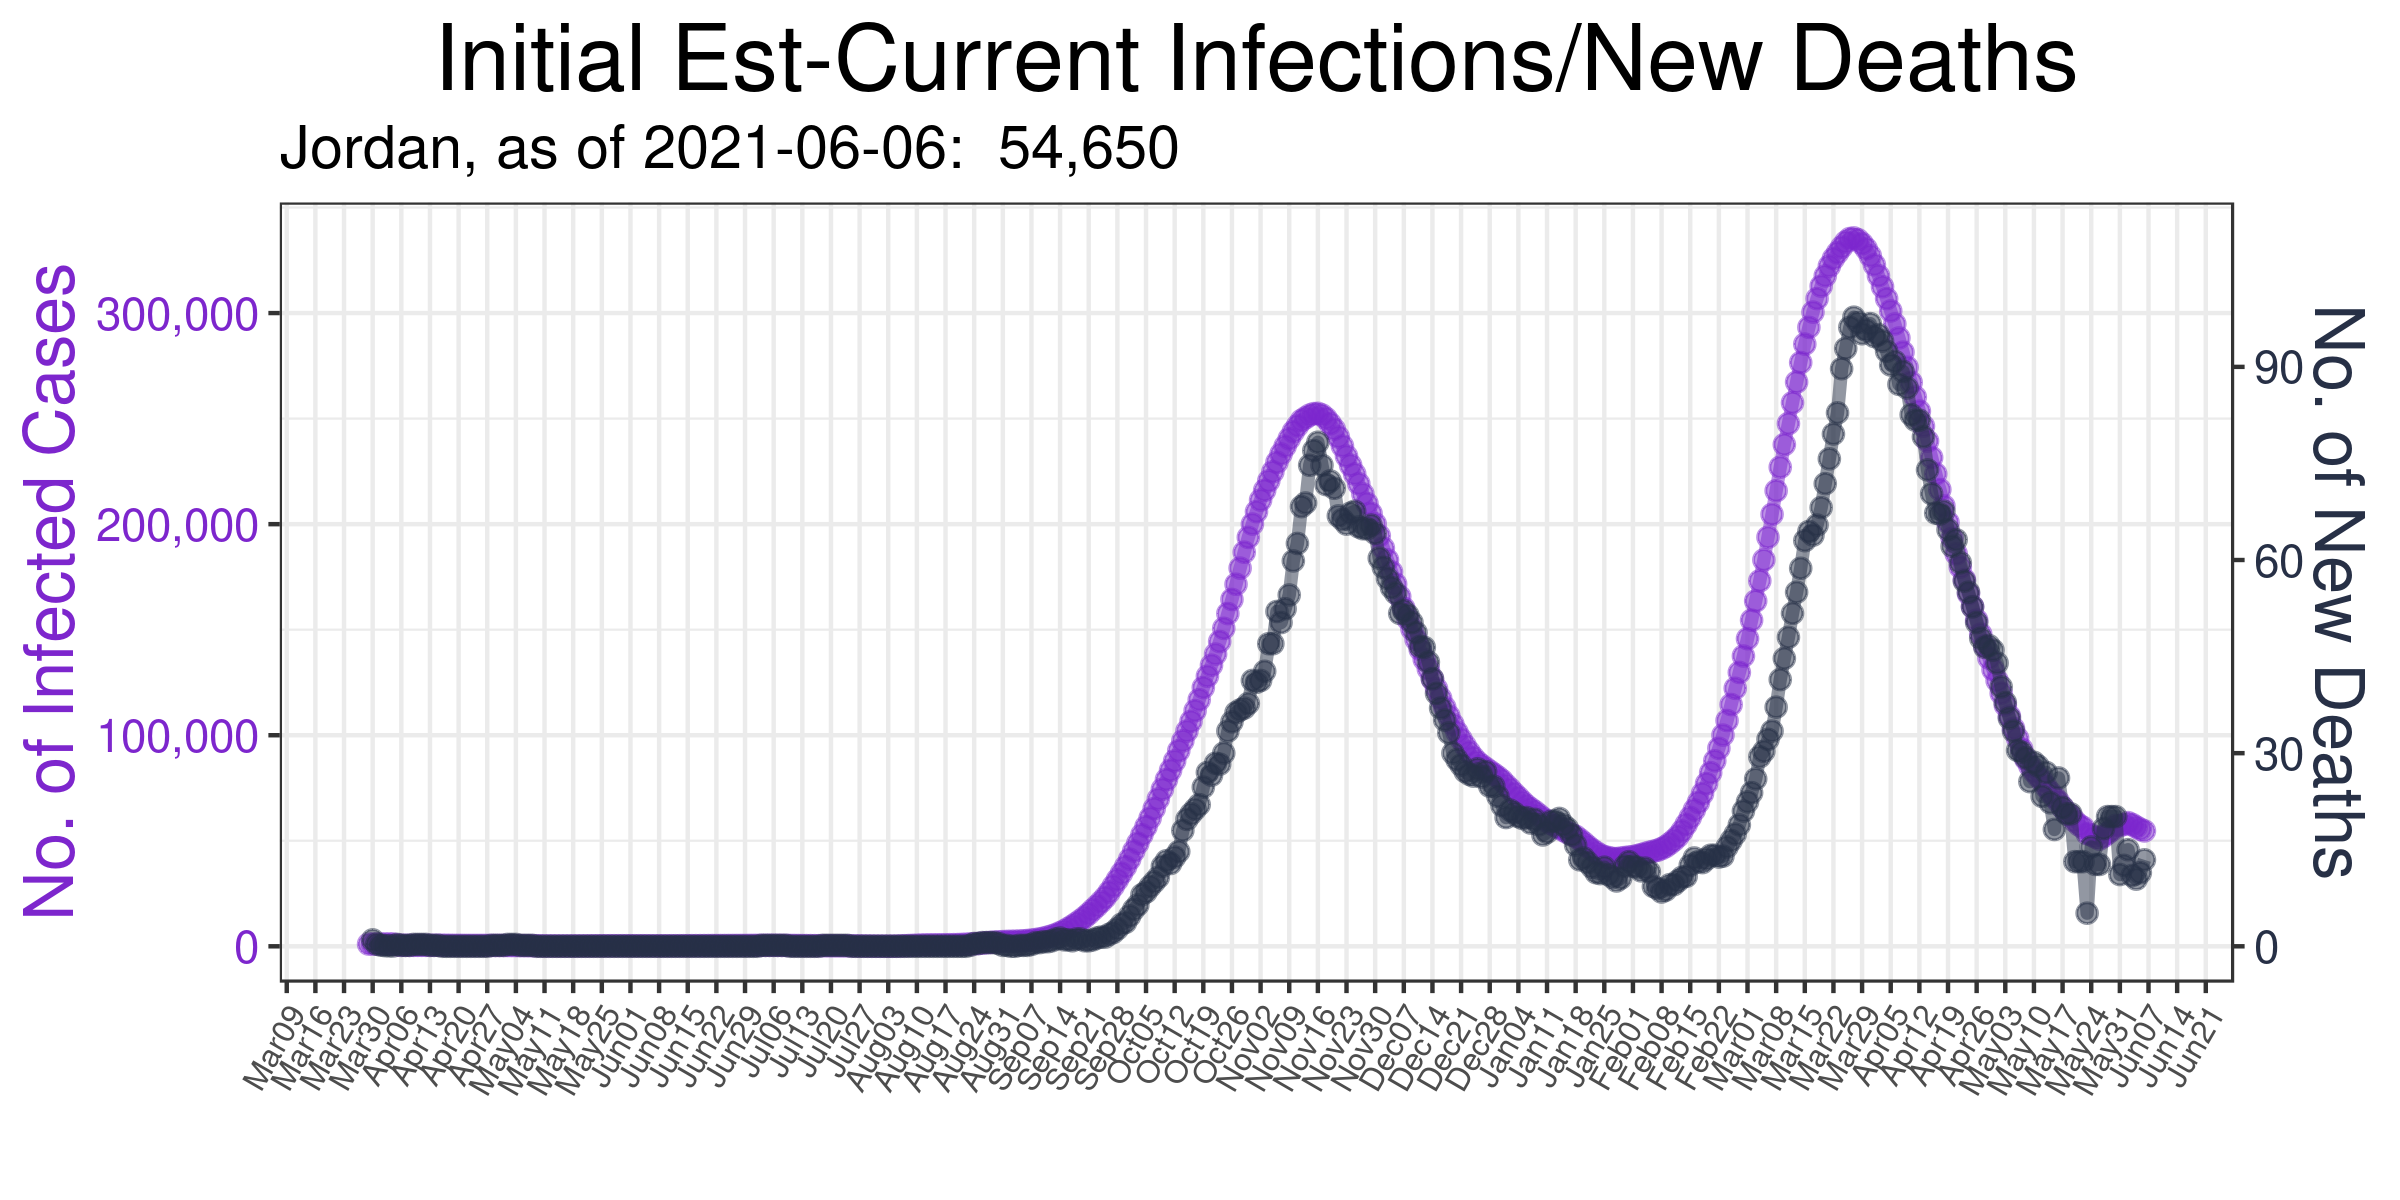 Initial Est-Current Infections/New Deaths
Jordan, as of 2021-06-06:  54,650
No. of Infected Cases
300,000
200,000
100,000
0
90
60
30
0
No. of New Deaths
Mar09
Mar16
Mar23
Mar30
Apr06
Apr13
Apr20
Apr27
May04
May11
May18
May25
Jun01
Jun08
Jun15
Jun22
Jun29
Jul06
Jul13
Jul20
Jul27
Aug03
Aug10
Aug17
Aug24
Aug31
Sep07
Sep14
Sep21
Sep28
Oct05
Oct12
Oct19
Oct26
Nov02
Nov09
Nov16
Nov23
Nov30
Dec07
Dec14
Dec21
Dec28
Jan04
Jan11
Jan18
Jan25
Feb01
Feb08
Feb15
Feb22
Mar01
Mar08
Mar15
Mar22
Mar29
Apr05
Apr12
Apr19
Apr26
May03
May10
May17
May24
May31
Jun07
Jun14
Jun21